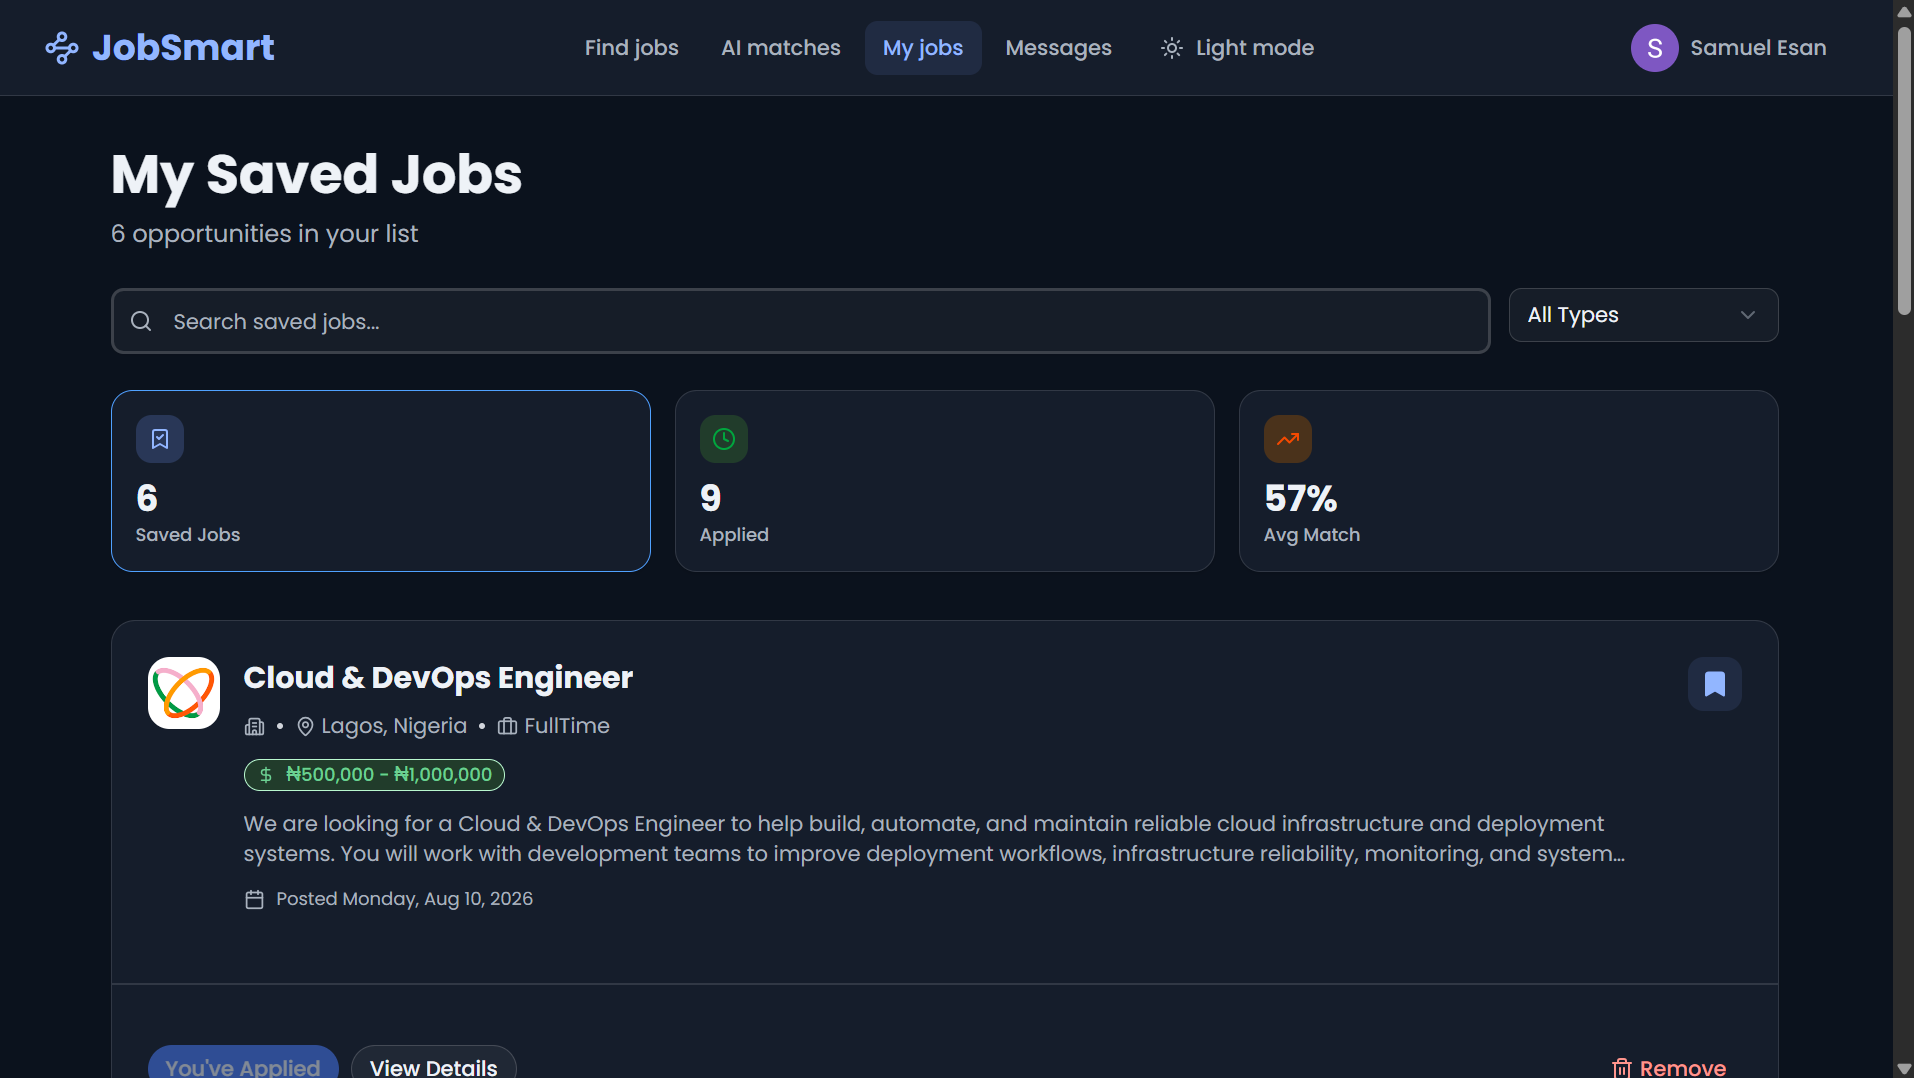 JobSmart
Find jobs
AI matches
My jobs
Messages
Light mode
S
Samuel Esan
My Saved Jobs
6 opportunities in your list
Search saved jobs...
All Types
6
Saved Jobs
9
Applied
57%
Avg Match
Cloud & DevOps Engineer
• Lagos, Nigeria • FullTime
$ ₦500,000 - ₦1,000,000
We are looking for a Cloud & DevOps Engineer to help build, automate, and maintain reliable cloud infrastructure and deployment
systems. You will work with development teams to improve deployment workflows, infrastructure reliability, monitoring, and system...
Posted Monday, Aug 10, 2026
You've Applied
View Details
Remove